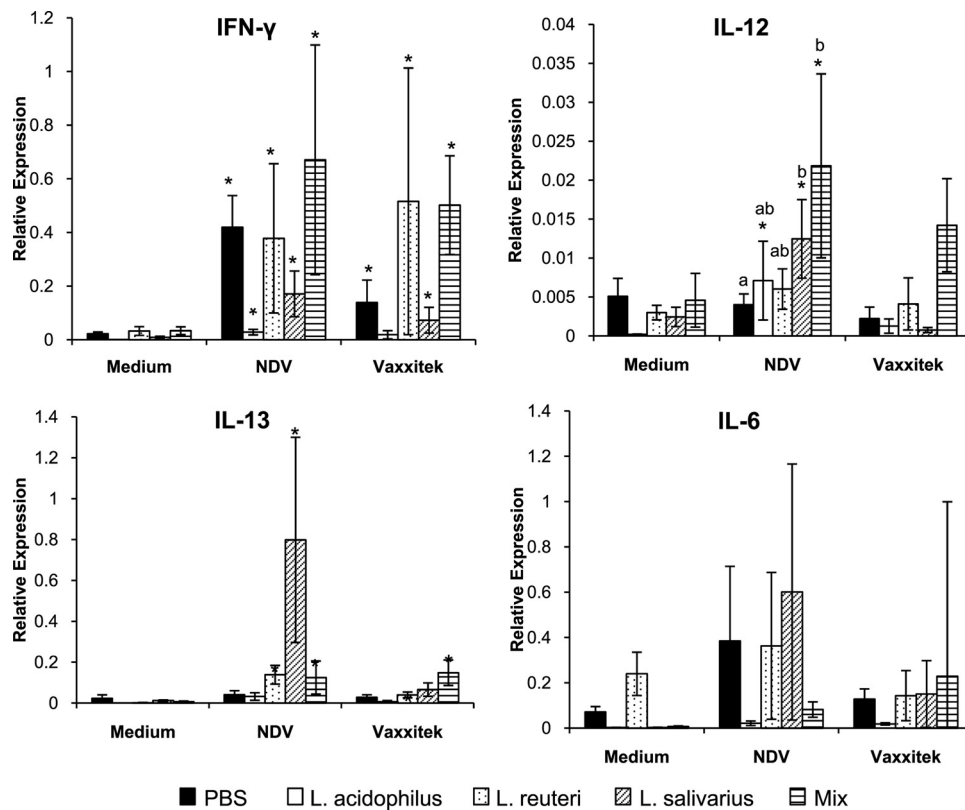 IFN-γ
Relative Expression
1.2
1
0.8
0.6
0.4
0.2
0
* * * * * * * * *
Medium NDV Vaxxitek
IL-12
Relative Expression
0.04
0.035
0.03
0.025
0.02
0.015
0.01
0.005
0
a ab * ab b * b *
Medium NDV Vaxxitek
IL-13
Relative Expression
1.4
1.2
1
0.8
0.6
0.4
0.2
0
* * * * *
Medium NDV Vaxxitek
IL-6
Relative Expression
1.4
1.2
1
0.8
0.6
0.4
0.2
0
Medium NDV Vaxxitek
PBS L. acidophilus L. reuteri L. salivarius Mix